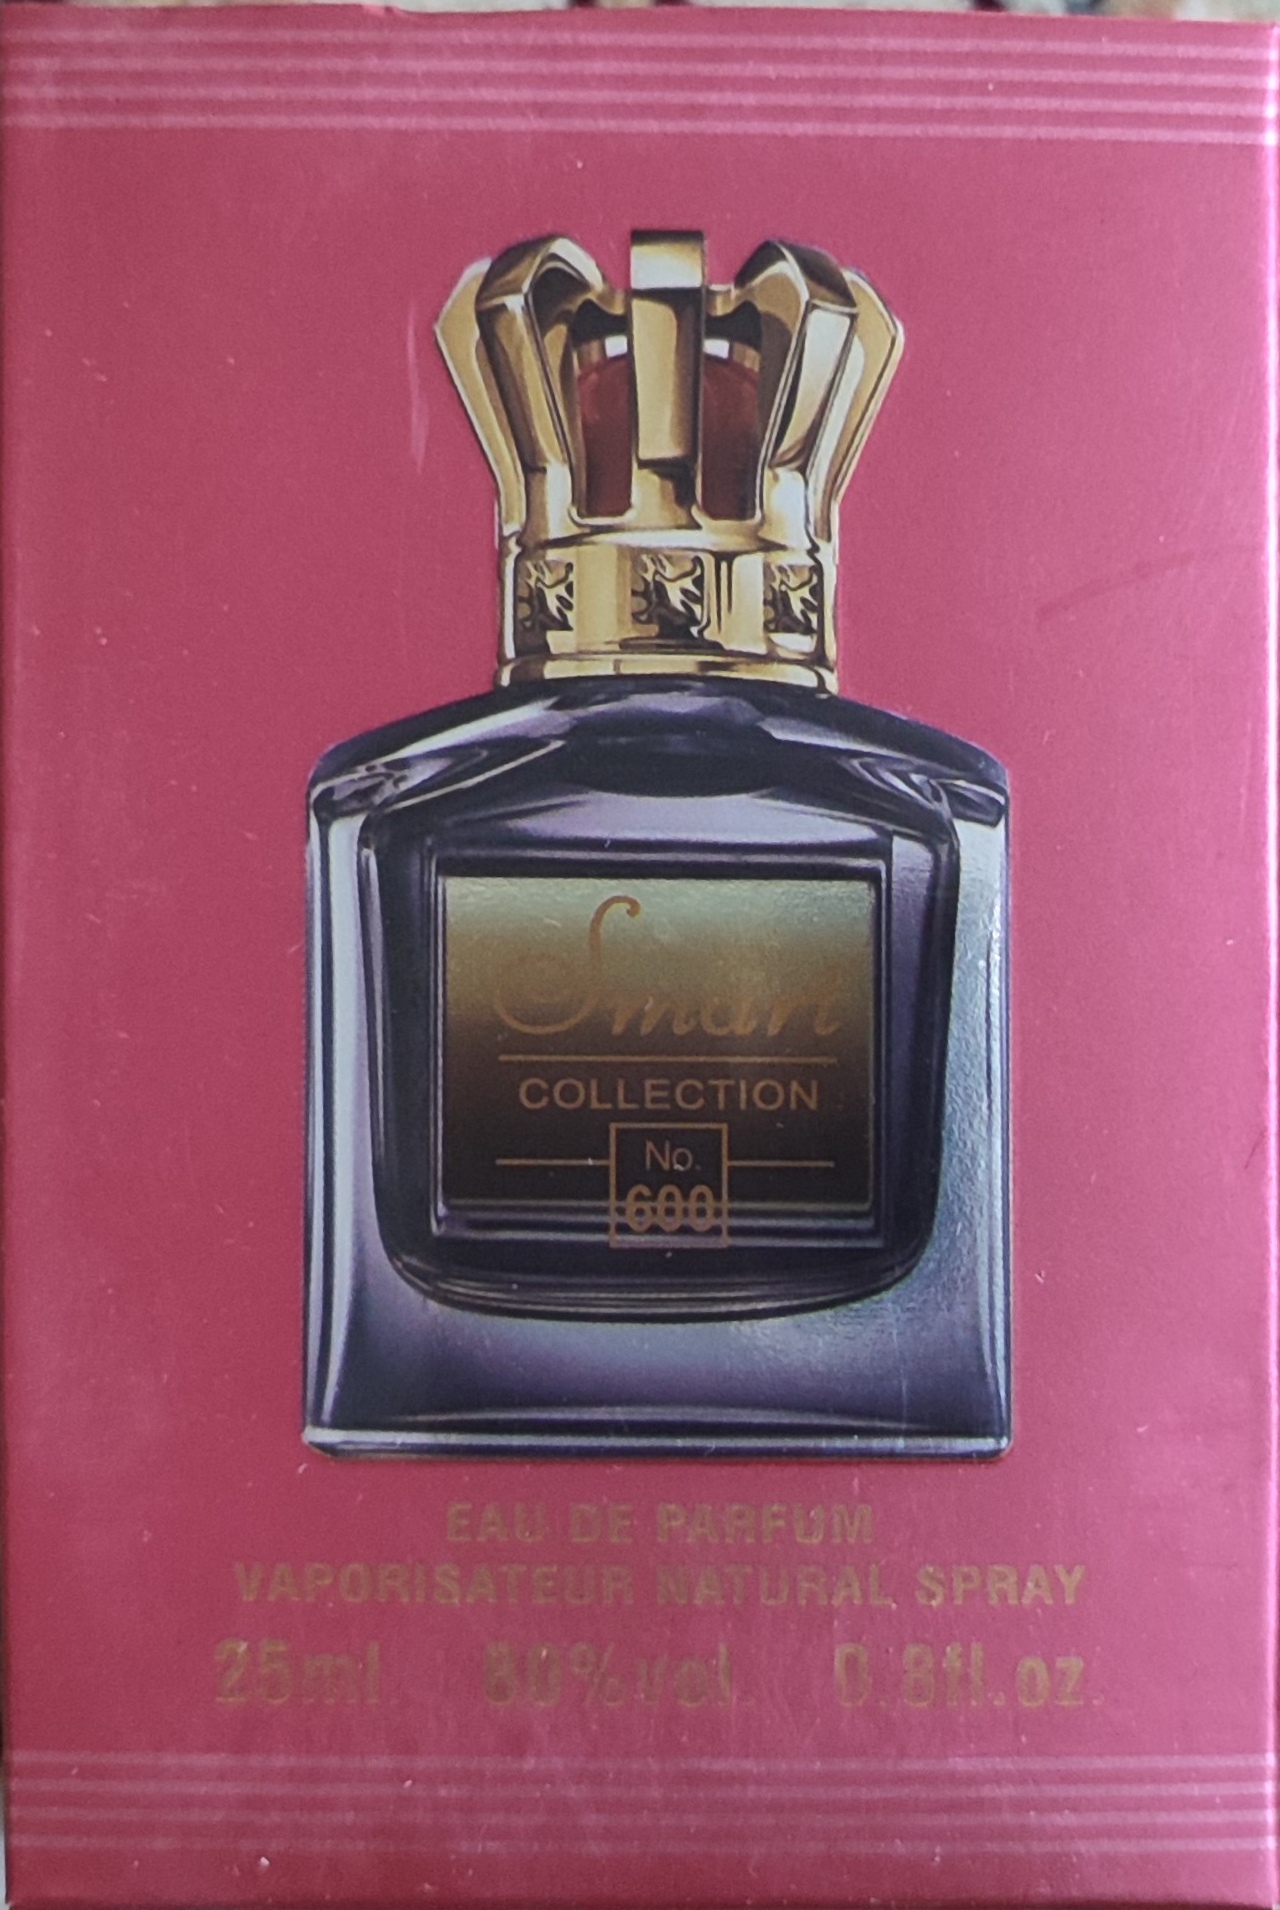 Smart
COLLECTION
No.
600
EAU DE PARFUM
VAPORISATEUR NATURAL SPRAY
25ml. 80%vol. 0.8fl.oz.